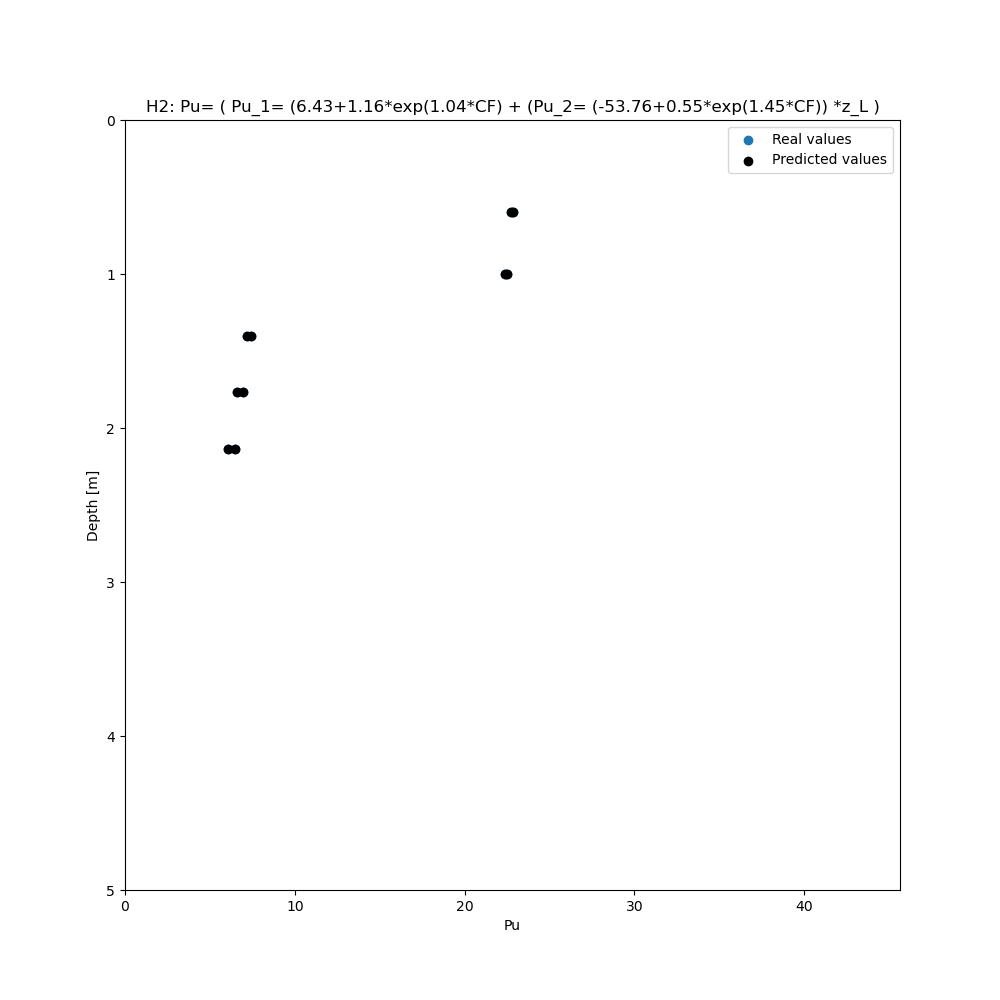 H2: Pu= ( Pu_1= (6.43+1.16*exp(1.04*CF) + (Pu_2= (-53.76+0.55*exp(1.45*CF)) *z_L )
Real values
Predicted values
0
1
2
3
4
5
Depth [m]
0 10 20 30 40
Pu